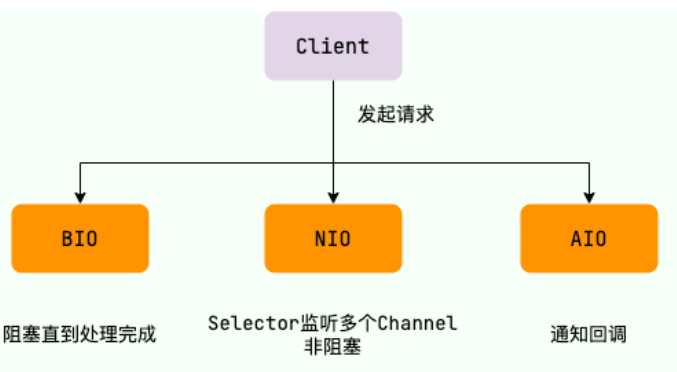 Client
发起请求
BIO
NIO
AIO
阻塞直到处理完成
Selector监听多个Channel
非阻塞
通知回调